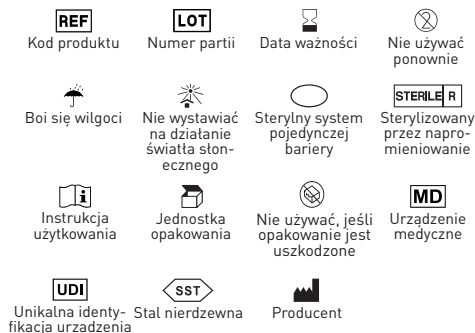 REF
LOT
2
Kod produktu
Numer partii
Data ważności
Nie używać
ponownie
STERILE R
Boi się wilgoci
Nie wystawiać
na działanie
światła słon-
ecznego
Sterylny system
pojedynczej
bariery
Sterylizowany
przez napro-
mieniowanie
i
MD
Instrukcja
użytkowania
Jednostka
opakowania
Nie używać, jeśli
opakowanie jest
uszkodzone
Urządzenie
medyczne
UDI
SST
Unikalna identy-
fikacja urządzenia
Stal nierdzewna
Producent